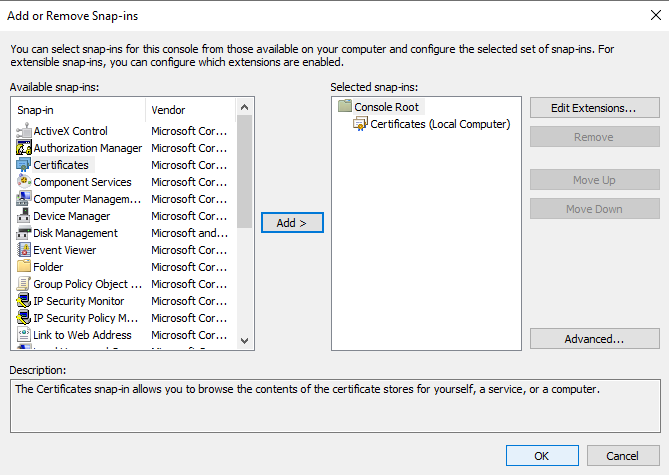 Add or Remove Snap-ins
You can select snap-ins for this console from those available on your computer and configure the selected set of snap-ins. For
extensible snap-ins, you can configure which extensions are enabled.
Available snap-ins:
Snap-in Vendor
ActiveX Control Microsoft Cor...
Authorization Manager Microsoft Cor...
Certificates Microsoft Cor...
Component Services Microsoft Cor...
Computer Managem... Microsoft Cor...
Device Manager Microsoft Cor...
Disk Management Microsoft and...
Event Viewer Microsoft Cor...
Folder Microsoft Cor...
Group Policy Object ... Microsoft Cor...
IP Security Monitor Microsoft Cor...
IP Security Policy M... Microsoft Cor...
Link to Web Address Microsoft Cor...
Add >
Selected snap-ins:
Console Root
Certificates (Local Computer)
Edit Extensions...
Remove
Move Up
Move Down
Advanced...
Description:
The Certificates snap-in allows you to browse the contents of the certificate stores for yourself, a service, or a computer.
OK
Cancel